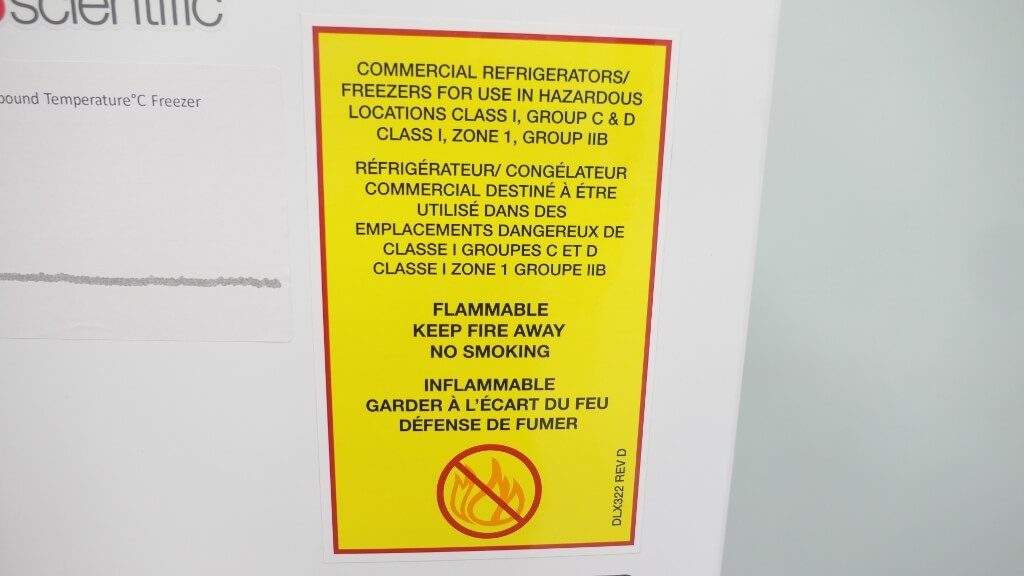 scientific
Temperature°C Freezer
COMMERCIAL REFRIGERATORS/
FREEZERS FOR USE IN HAZARDOUS
LOCATIONS CLASS I, GROUP C & D
CLASS I, ZONE 1, GROUP IIB
RÉFRIGÉRATEUR/ CONGÉLATEUR
COMMERCIAL DESTINÉ À ÉTRE
UTILISÉ DANS DES
EMPLACEMENTS DANGEREUX DE
CLASSE I GROUPES C ET D
CLASSE I ZONE 1 GROUPE IIB
FLAMMABLE
KEEP FIRE AWAY
NO SMOKING
INFLAMMABLE
GARDER À L'ÉCART DU FEU
DÉFENSE DE FUMER
DLX322 REV D